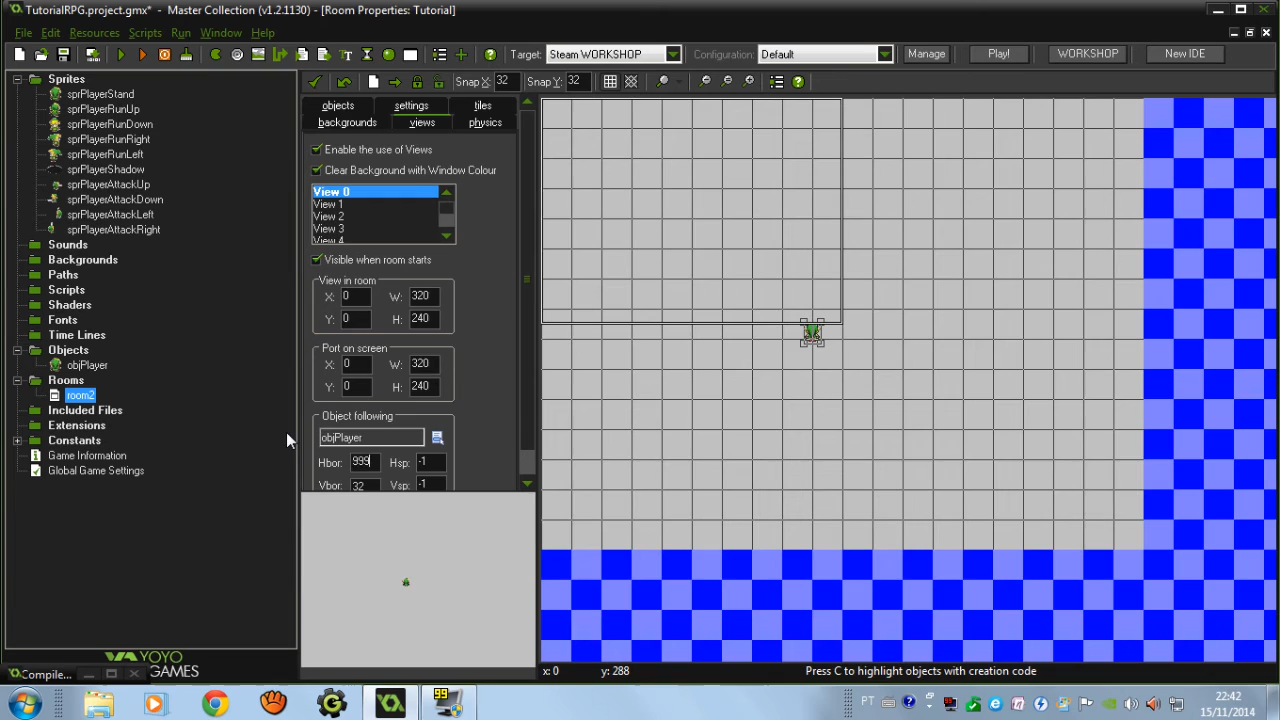 TutorialRPG.project.gmx* - Master Collection (v1.2.1130) - [Room Properties: Tutorial]
File Edit Resources Scripts Run Window Help
Target: Steam WORKSHOP Configuration: Default Manage Play! WORKSHOP New IDE
Sprites
sprPlayerStand
sprPlayerRunUp
sprPlayerRunDown
sprPlayerRunRight
sprPlayerRunLeft
sprPlayerShadow
sprPlayerAttackUp
sprPlayerAttackDown
sprPlayerAttackLeft
sprPlayerAttackRight
Sounds
Backgrounds
Paths
Scripts
Shaders
Fonts
Time Lines
Objects
objPlayer
Rooms
room2
Included Files
Extensions
Constants
Game Information
Global Game Settings
YOYO
GAMES
Compile...
Snap X: 32 Snap Y: 32
objects settings tiles
backgrounds views physics
Enable the use of Views
Clear Background with Window Colour
View 0
View 1
View 2
View 3
View 4
Visible when room starts
View in room
X: 0 W: 320
Y: 0 H: 240
Port on screen
X: 0 W: 320
Y: 0 H: 240
Object following
objPlayer
Hbor: 999 Hsp: -1
Vbor: 32 Vsp: -1
x: 0 y: 288 Press C to highlight objects with creation code
99
PT
22:42
15/11/2014